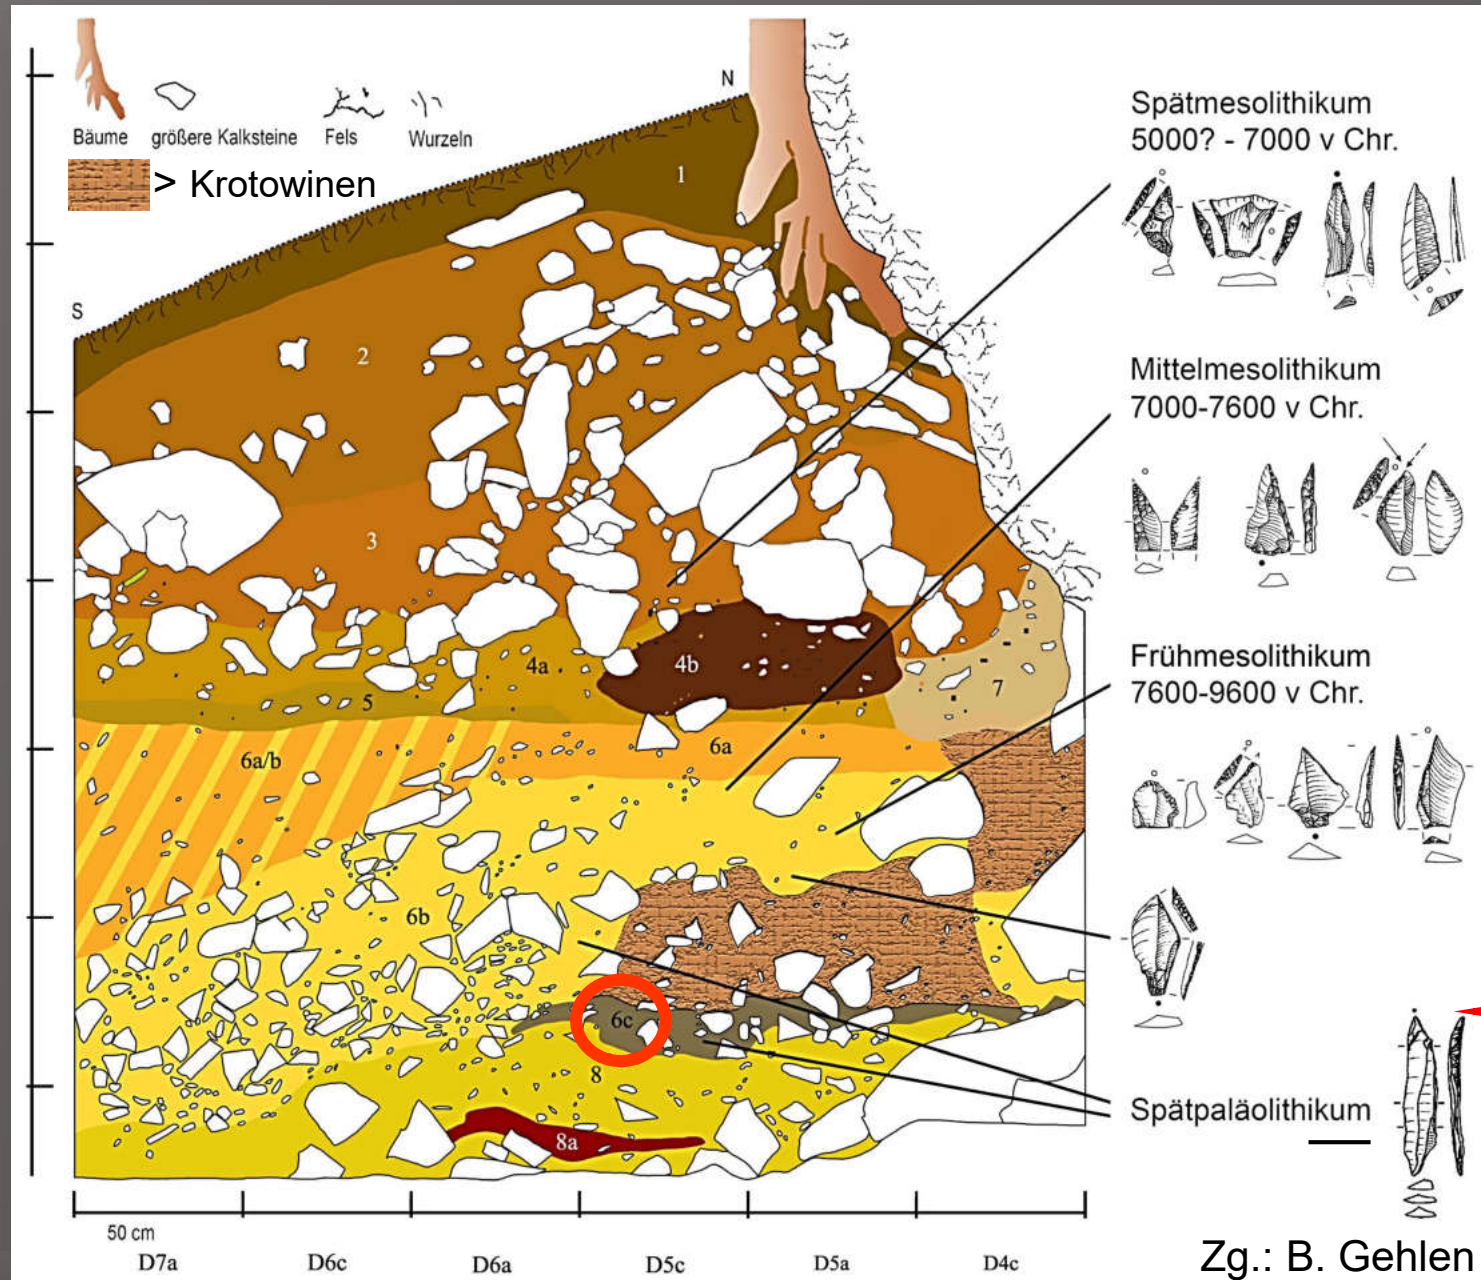 Bäume
größere Kalksteine
Fels
Wurzeln
> Krotowinen
N
S
1
2
3
4a
4b
5
7
6a/b
6a
6b
6c
8
8a
Spätmesolithikum
5000? - 7000 v Chr.
Mittelmesolithikum
7000-7600 v Chr.
Frühmesolithikum
7600-9600 v Chr.
Spätpaläolithikum
50 cm
D7a D6c D6a D5c D5a D4c
Zg.: B. Gehlen